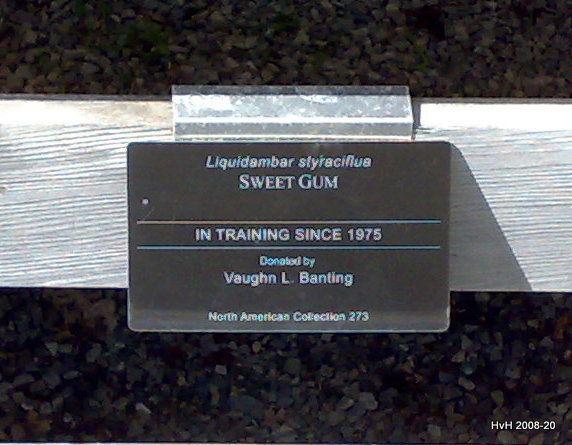 Liquidambar styraciflua
SWEET GUM
IN TRAINING SINCE 1975
Donated by
Vaughn L. Banting
North American Collection 273
HvH 2008-20